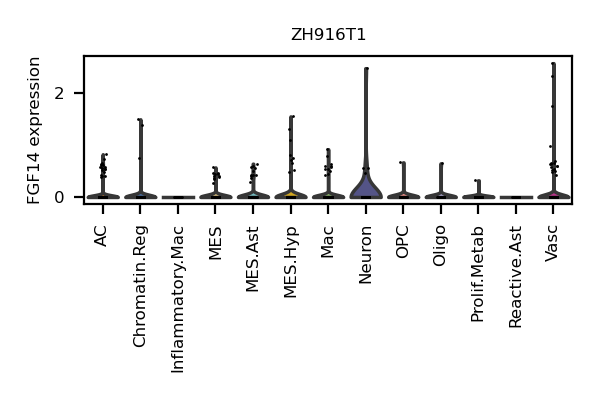 ZH916T1
FGF14 expression
2
0
AC
Chromatin.Reg
Inflammatory.Mac
MES
MES.Ast
MES.Hyp
Mac
Neuron
OPC
Oligo
Prolif.Metab
Reactive.Ast
Vasc